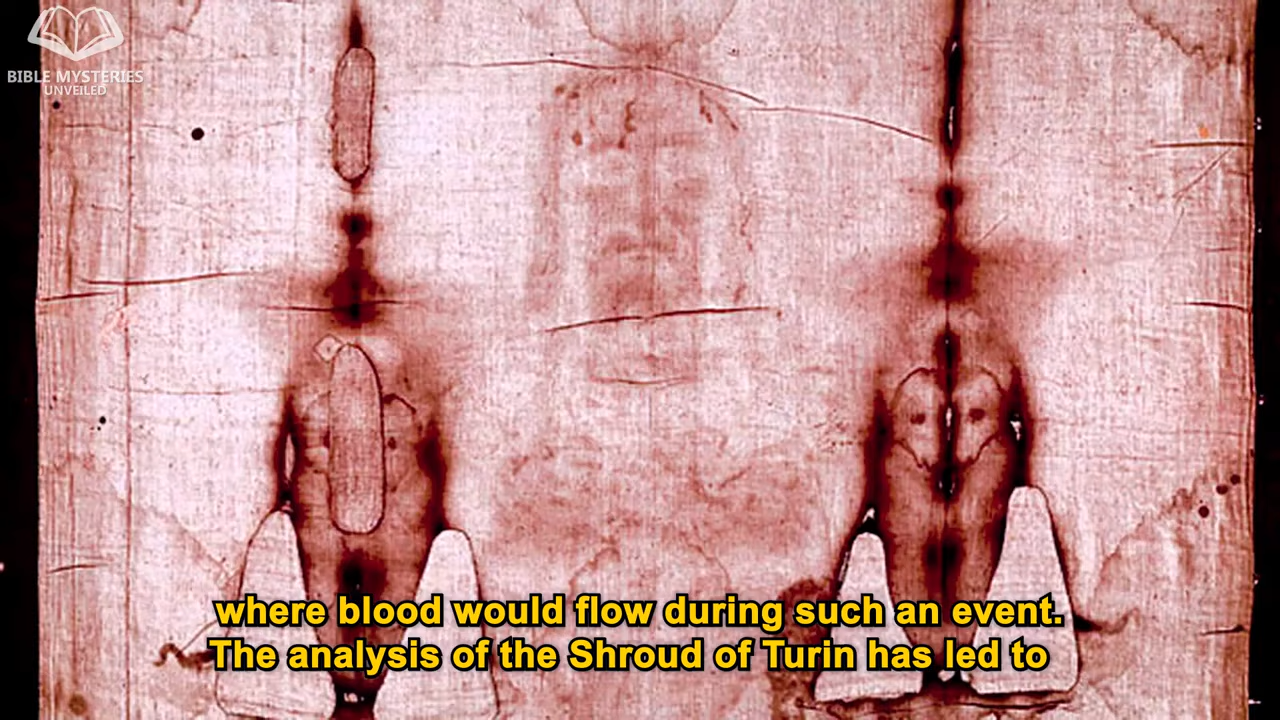 BIBLE MYSTERIES
UNVEILED
where blood would flow during such an event.
The analysis of the Shroud of Turin has led to